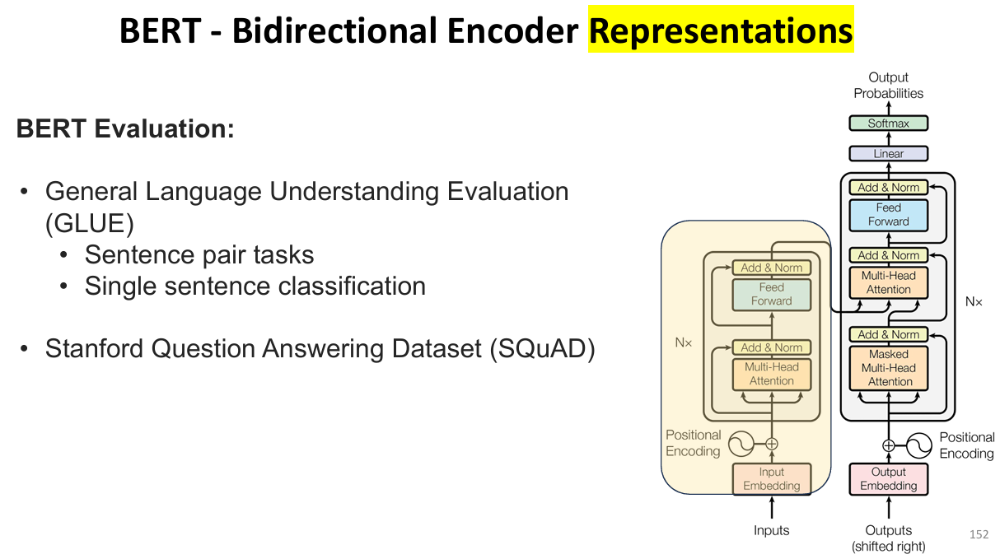 BERT - Bidirectional Encoder Representations
BERT Evaluation:
• General Language Understanding Evaluation
(GLUE)
• Sentence pair tasks
• Single sentence classification
• Stanford Question Answering Dataset (SQuAD)
Output
Probabilities
Softmax
Linear
Add & Norm
Feed
Forward
Add & Norm
Multi-Head
Attention
N×
Add & Norm
Masked
Multi-Head
Attention
Positional
Encoding
Output
Embedding
Outputs
(shifted right)
Add & Norm
Feed
Forward
N×
Add & Norm
Multi-Head
Attention
Positional
Encoding
Input
Embedding
Inputs
152